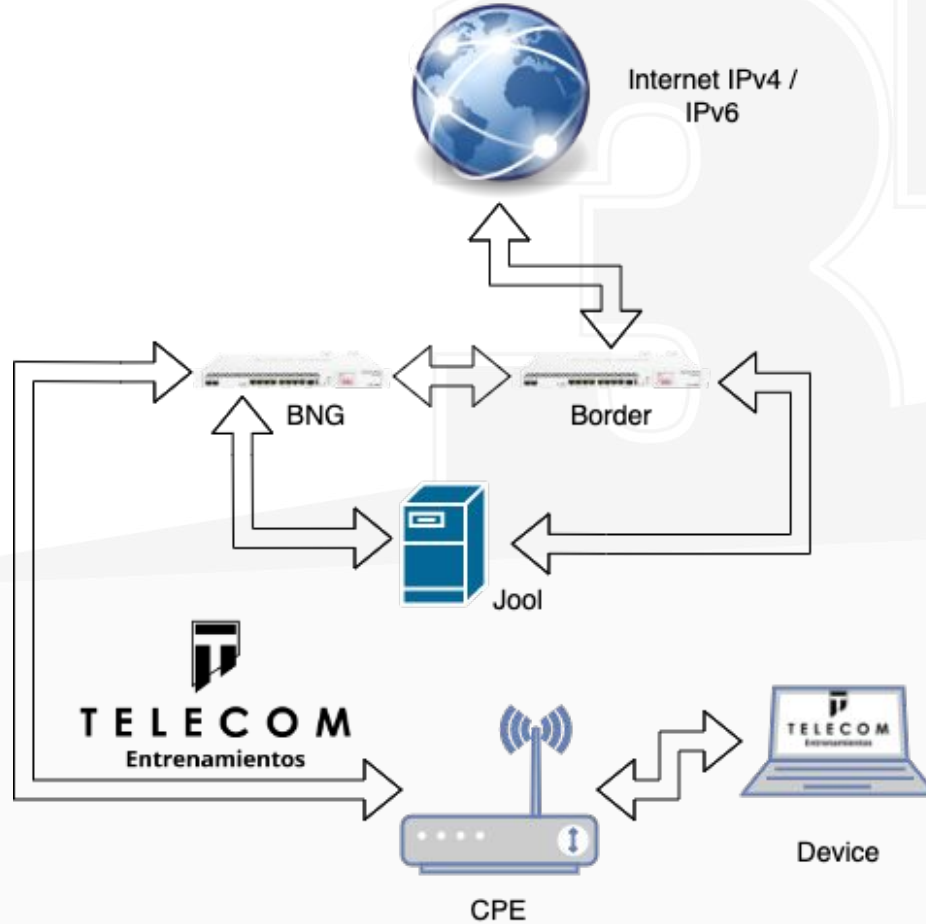 Internet IPv4 /
IPv6
BNG
Border
Jool
TELECOM
Entrenamientos
TELECOM
Entrenamientos
Device
CPE